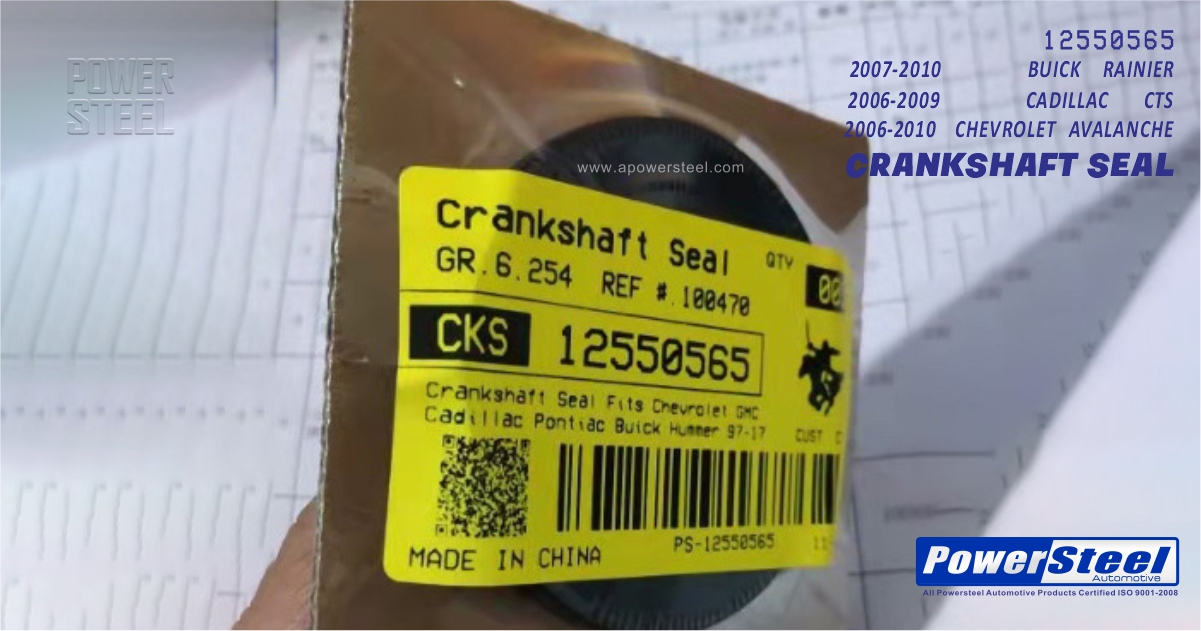 POWER
STEEL
12550565
2007-2010 BUICK RAINIER
2006-2009 CADILLAC CTS
2006-2010 CHEVROLET AVALANCHE
CRANKSHAFT SEAL
www.apowersteel.com
Crankshaft Seal QTY
GR.6.254 REF #.100470 00
CKS 12550565
Crankshaft Seal Fits Chevrolet GMC
Cadillac Pontiac Buick Hummer 97-17 CUST
PS-12550565
MADE IN CHINA
PowerSteel
Automotive
All Powersteel Automotive Products Certified ISO 9001-2008